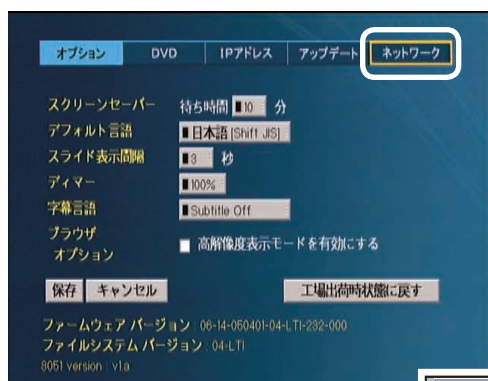 オプション DVD IPアドレス アップデート ネットワーク
スクリーンセーバー 待ち時間 10 分
デフォルト言語 日本語 [Shift JIS]
スライド表示間隔 3 秒
ディマー 100%
字幕言語 Subtitle Off
ブラウザ
オプション 高解像度表示モードを有効にする
保存 キャンセル 工場出荷時状態に戻す
ファームウェア バージョン : 06-14-050401-04-LTI-232-000
ファイルシステム バージョン : 04-LTI
8051 version : v1a